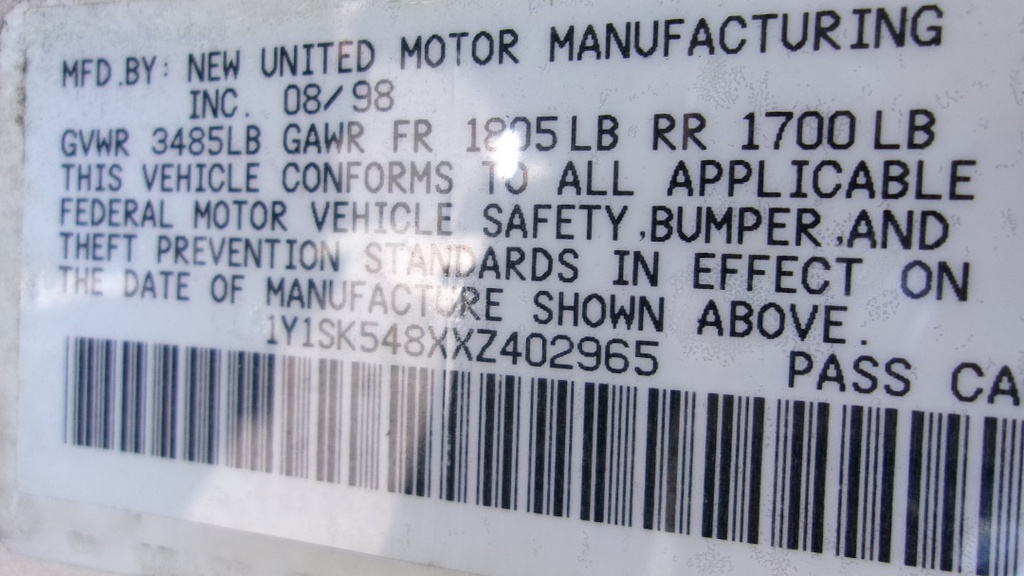 MFD.BY: NEW UNITED MOTOR MANUFACTURING
INC. 08/98
GVWR 3485LB GAWR FR 1805LB RR 1700LB
THIS VEHICLE CONFORMS TO ALL APPLICABLE
FEDERAL MOTOR VEHICLE SAFETY,BUMPER,AND
THEFT PREVENTION STANDARDS IN EFFECT ON
THE DATE OF MANUFACTURE SHOWN ABOVE.
1Y1SK548XXZ402965 PASS CA